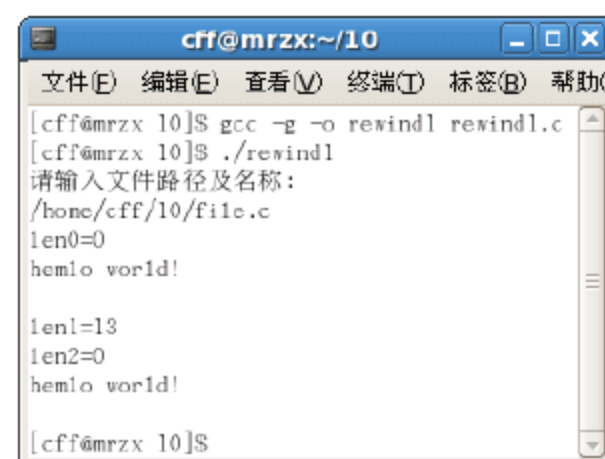 cff@mrzx:~/10
文件(F) 编辑(E) 查看(V) 终端(T) 标签(B) 帮助(
[cff@mrzx 10]$ gcc -g -o rewind1 rewind1.c
[cff@mrzx 10]$ ./rewind1
请输入文件路径及名称:
/home/cff/10/file.c
len0=0
hemlo world!
len1=13
len2=0
hemlo world!
[cff@mrzx 10]$